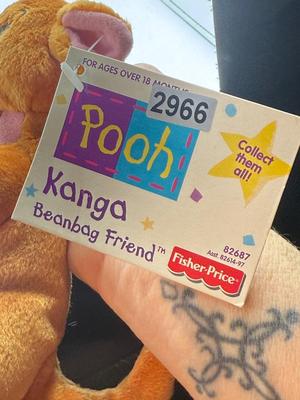 FOR AGES OVER 18 MONTHS
2966
Pooh
Collect
them
all!
Kanga
Beanbag Friend™
82687
Asst. 82614-97
Fisher-Price®